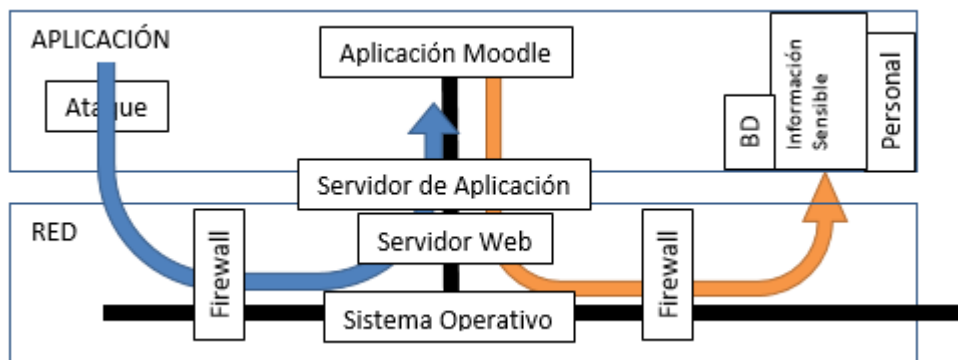 APLICACIÓN
Aplicación Moodle
Ataque
BD
Información
Sensible
Personal
Servidor de Aplicación
RED
Servidor Web
Firewall
Firewall
Sistema Operativo